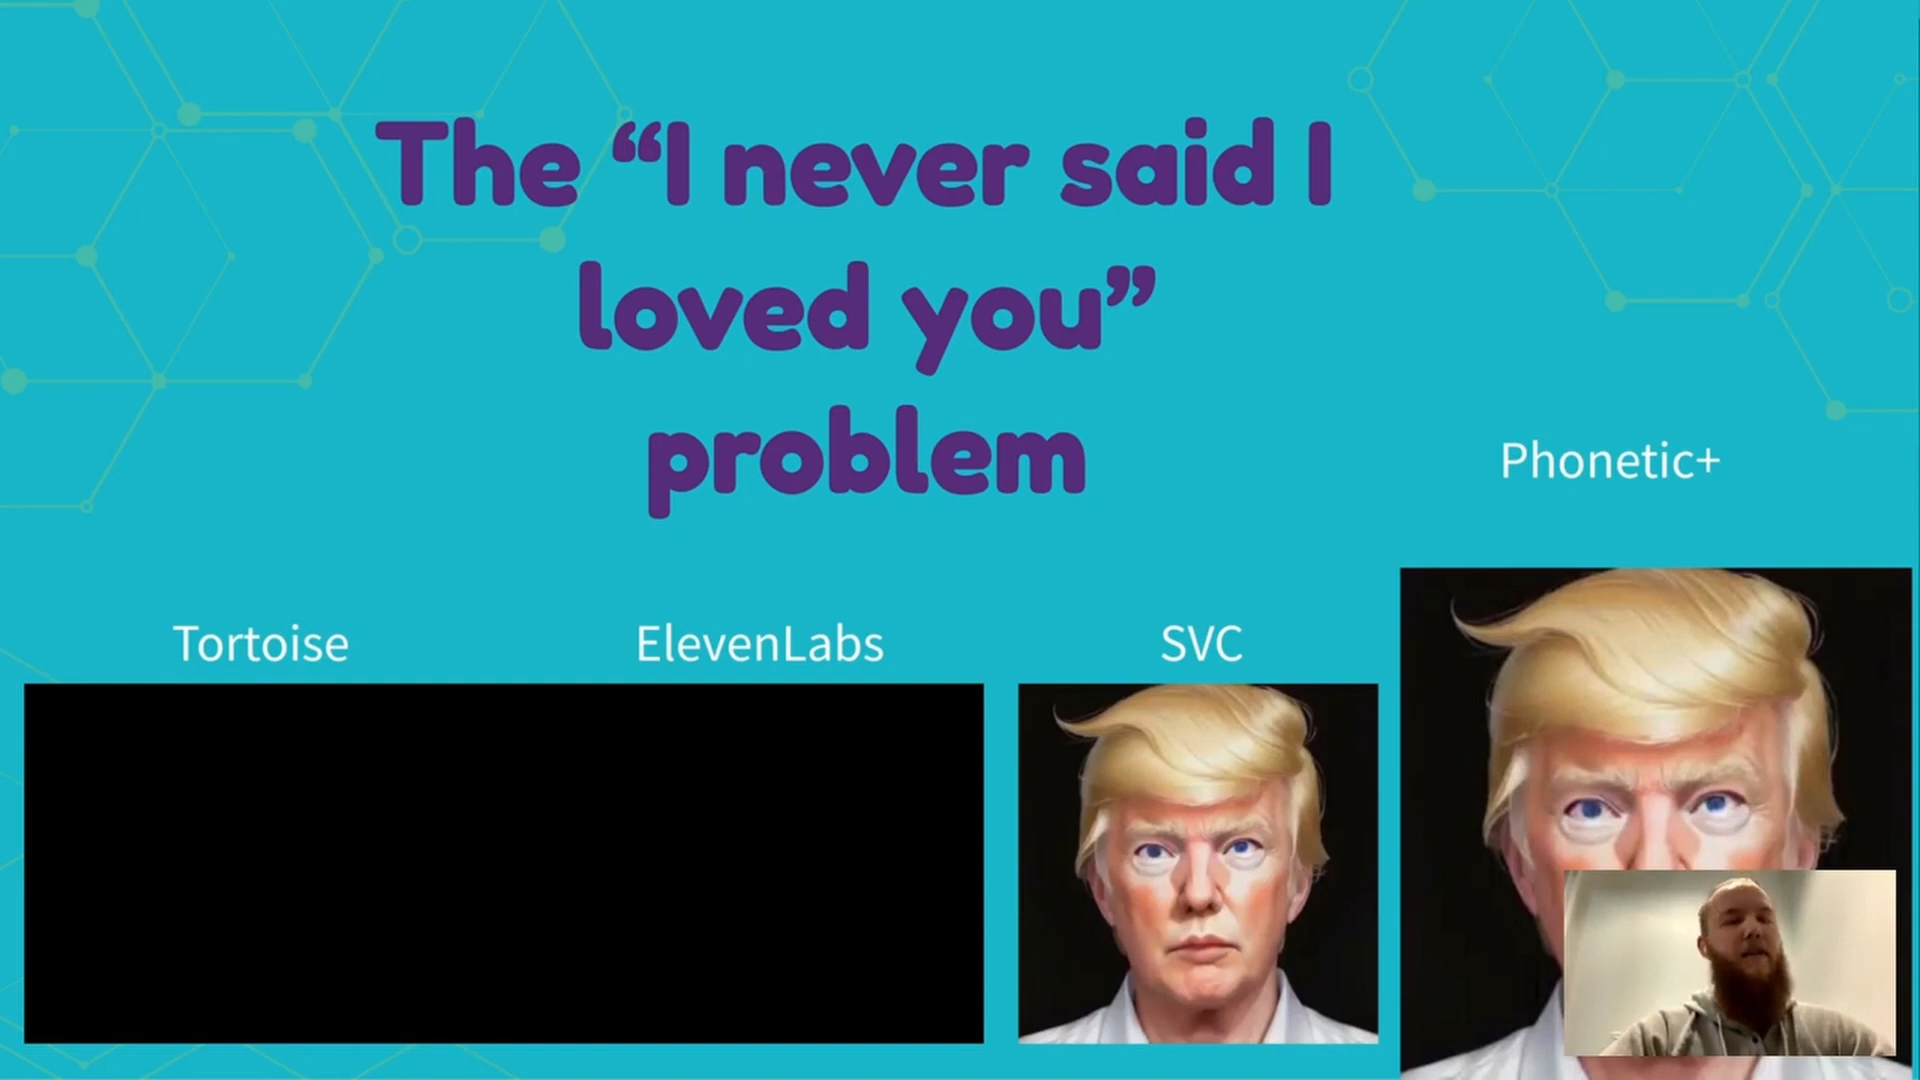 The “I never said I
loved you”
problem
Phonetic+
Tortoise
ElevenLabs
SVC